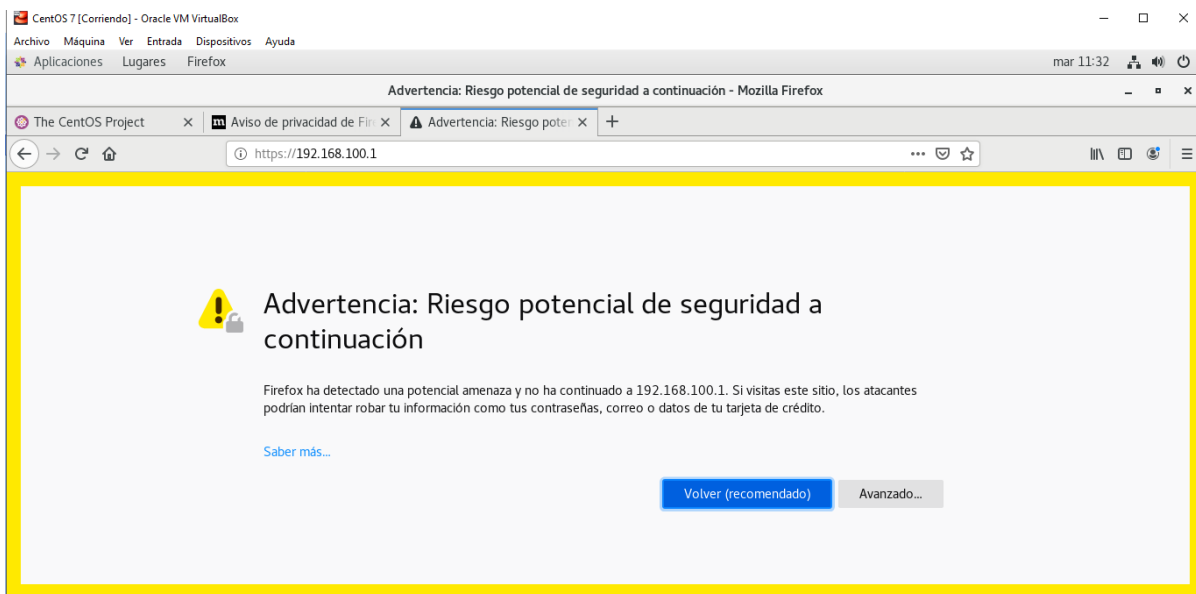 CentOS 7 [Corriendo] - Oracle VM VirtualBox
Archivo Máquina Ver Entrada Dispositivos Ayuda
Aplicaciones Lugares Firefox mar 11:32
Advertencia: Riesgo potencial de seguridad a continuación - Mozilla Firefox
The CentOS Project m Aviso de privacidad de Fir Advertencia: Riesgo poten
https://192.168.100.1
Advertencia: Riesgo potencial de seguridad a
continuación
Firefox ha detectado una potencial amenaza y no ha continuado a 192.168.100.1. Si visitas este sitio, los atacantes
podrían intentar robar tu información como tus contraseñas, correo o datos de tu tarjeta de crédito.
Saber más...
Volver (recomendado) Avanzado...